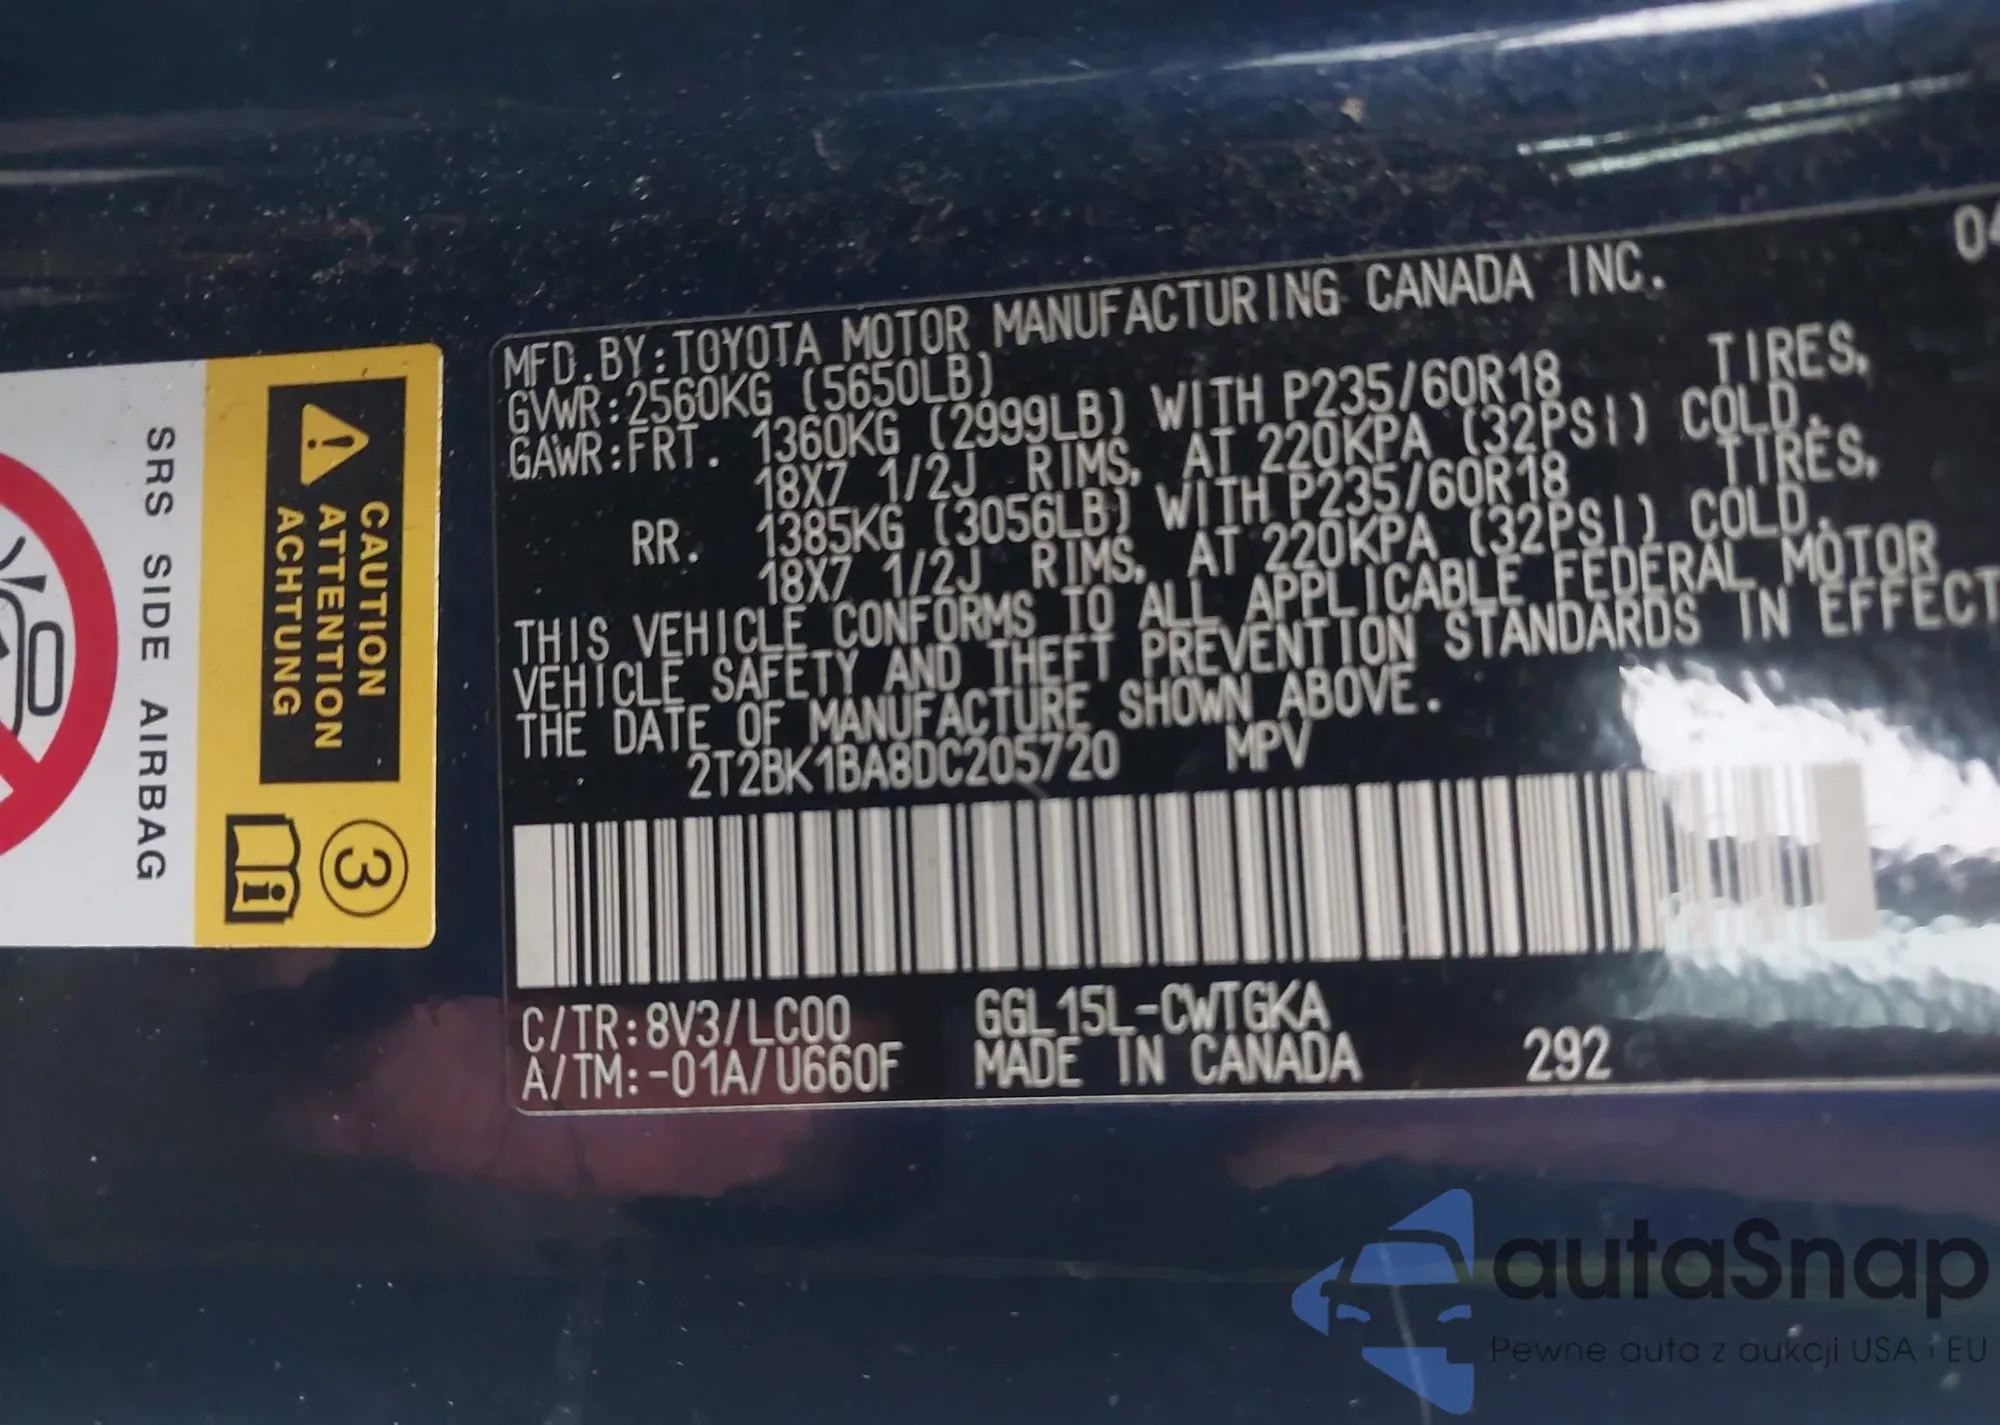 04
MFD.BY:TOYOTA MOTOR MANUFACTURING CANADA INC.
GVWR:2560KG (5650LB)
GAWR:FRT. 1360KG (2999LB) WITH P235/60R18 TIRES,
18X7 1/2J RIMS, AT 220KPA (32PSI) COLD.
RR. 1385KG (3056LB) WITH P235/60R18 TIRES,
18X7 1/2J RIMS, AT 220KPA (32PSI) COLD.
THIS VEHICLE CONFORMS TO ALL APPLICABLE FEDERAL MOTOR
VEHICLE SAFETY AND THEFT PREVENTION STANDARDS IN EFFECT
THE DATE OF MANUFACTURE SHOWN ABOVE.
2T2BK1BA8DC205720 MPV
C/TR:8V3/LC00 GGL15L-CWTGKA
A/TM:-01A/U660F MADE IN CANADA 292
CAUTION
ATTENTION
ACHTUNG
3
i
SRS SIDE AIRBAG
autaSnap
Pewne auta z aukcji USA i EU